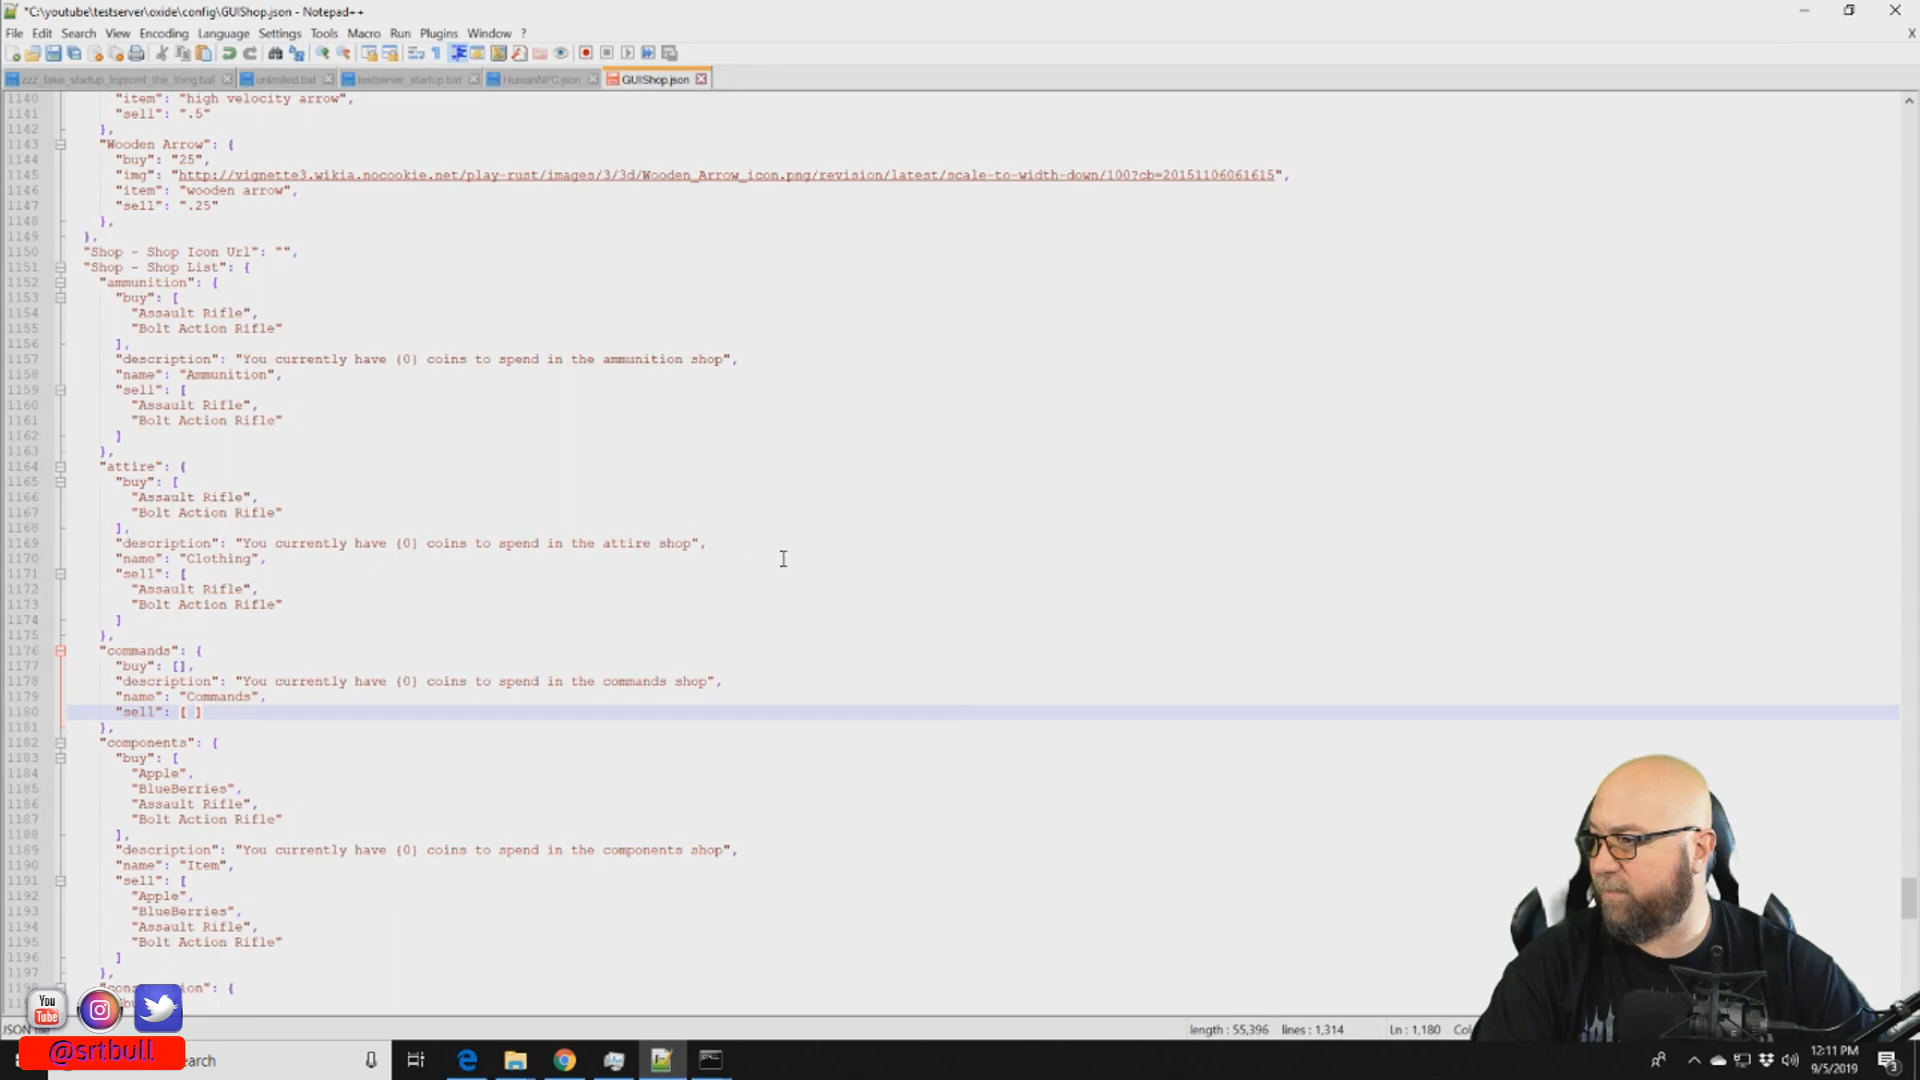 *C:\youtube\testserver\oxide\config\GUIShop.json - Notepad++
File Edit Search View Encoding Language Settings Tools Macro Run Plugins Window ? X
unlimited.bat testserver_startup.bat HumanNPC.json GUIShop.json
1140 "item": "high velocity arrow",
1141 "sell": ".5"
1142 },
1143 "Wooden Arrow": {
1144 "buy": "25",
1145 "img": "http://vignette3.wikia.nocookie.net/play-rust/images/3/3d/Wooden_Arrow_icon.png/revision/latest/scale-to-width-down/100?cb=20151106061615",
1146 "item": "wooden arrow",
1147 "sell": ".25"
1148 },
1149 },
1150 "Shop - Shop Icon Url": "",
1151 "Shop - Shop List": {
1152 "ammunition": {
1153 "buy": [
1154 "Assault Rifle",
1155 "Bolt Action Rifle"
1156 ],
1157 "description": "You currently have {0} coins to spend in the ammunition shop",
1158 "name": "Ammunition",
1159 "sell": [
1160 "Assault Rifle",
1161 "Bolt Action Rifle"
1162 ]
1163 },
1164 "attire": {
1165 "buy": [
1166 "Assault Rifle",
1167 "Bolt Action Rifle"
1168 ],
1169 "description": "You currently have {0} coins to spend in the attire shop",
1170 "name": "Clothing",
1171 "sell": [
1172 "Assault Rifle",
1173 "Bolt Action Rifle"
1174 ]
1175 },
1176 "commands": {
1177 "buy": [],
1178 "description": "You currently have {0} coins to spend in the commands shop",
1179 "name": "Commands",
1180 "sell": [ ]
1181 },
1182 "components": {
1183 "buy": [
1184 "Apple",
1185 "BlueBerries",
1186 "Assault Rifle",
1187 "Bolt Action Rifle"
1188 ],
1189 "description": "You currently have {0} coins to spend in the components shop",
1190 "name": "Item",
1191 "sell": [
1192 "Apple",
1193 "BlueBerries",
1194 "Assault Rifle",
1195 "Bolt Action Rifle"
1196 ]
1197 },
You Tube
JSON length : 55,396 lines : 1,314 Ln : 1,180
@srtbull
earch
12:11 PM
9/5/2019
3